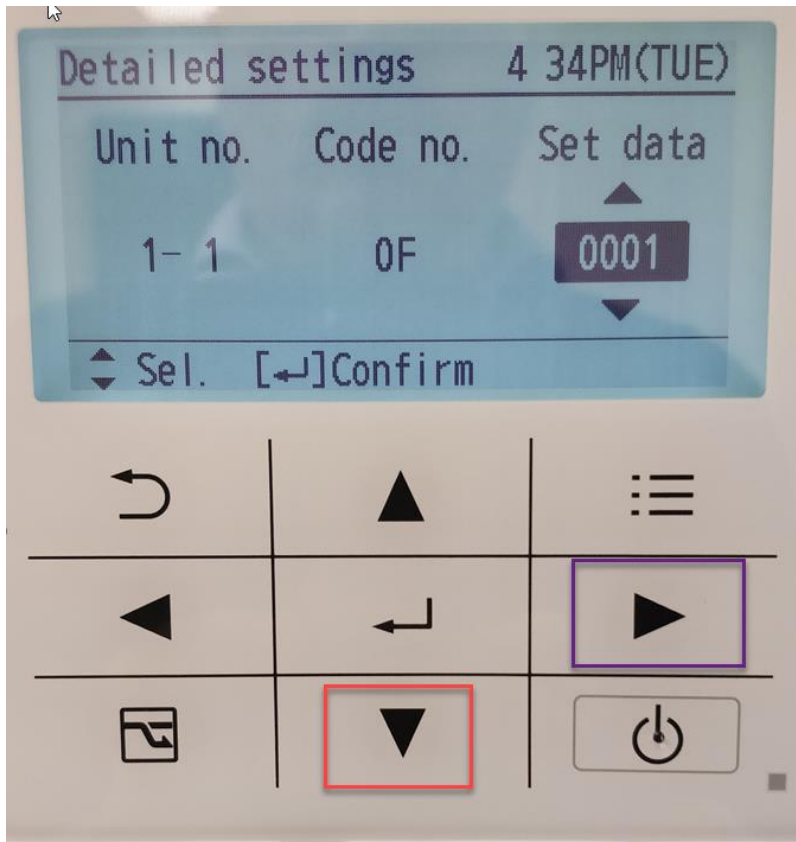 Detailed settings 4 34PM(TUE)
Unit no. Code no. Set data
1- 1 0F 0001
Sel. [↵]Confirm